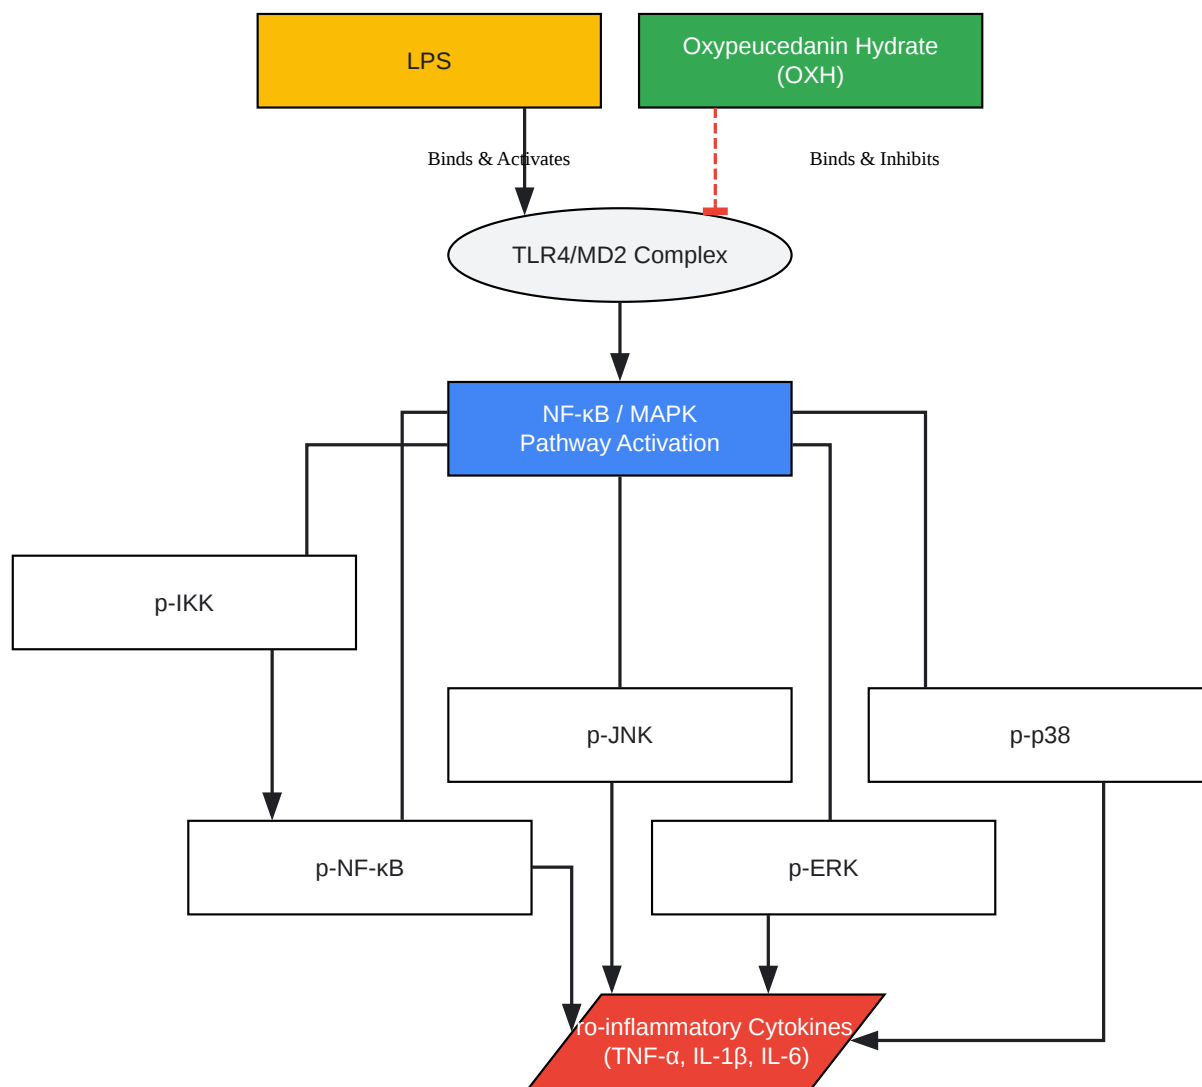 LPS
Oxypeucedanin Hydrate
(OXH)
Binds & Activates
Binds & Inhibits
TLR4/MD2 Complex
NF-κB / MAPK
Pathway Activation
p-IKK
p-JNK
p-p38
p-NF-κB
p-ERK
ro-inflammatory Cytokines
(TNF-α, IL-1β, IL-6)